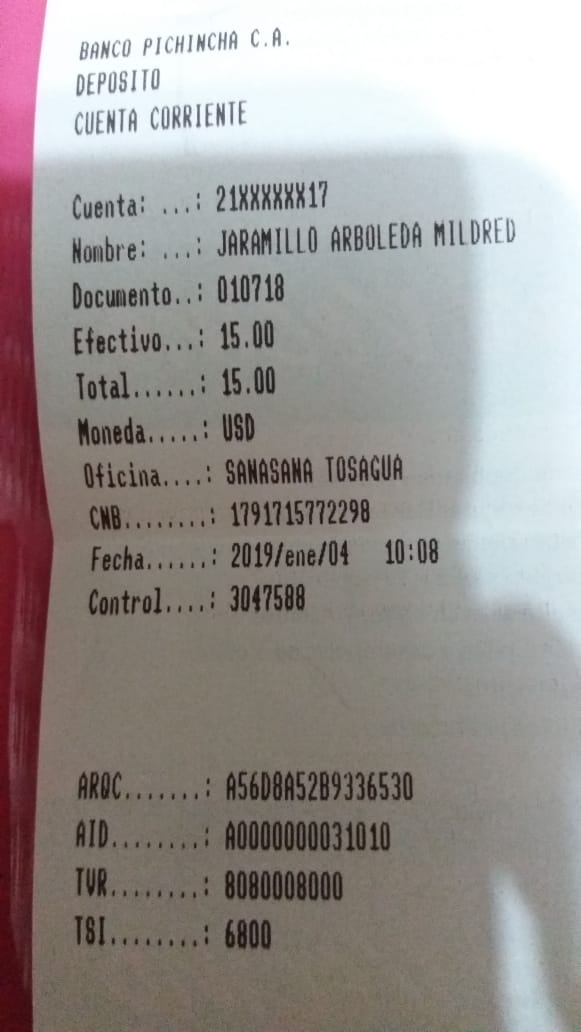 BANCO PICHINCHA C.A.
DEPOSITO
CUENTA CORRIENTE
Cuenta: ...: 21XXXXXX17
Nombre: ...: JARAMILLO ARBOLEDA MILDRED
Documento..: 010718
Efectivo...: 15.00
Total......: 15.00
Moneda.....: USD
Oficina....: SANASANA TOSAGUA
CNB........: 1791715772298
Fecha......: 2019/ene/04 10:08
Control....: 3047588
ARQC.......: A56D8A52B9336530
AID........: A0000000031010
TVR........: 8080008000
TSI........: 6800